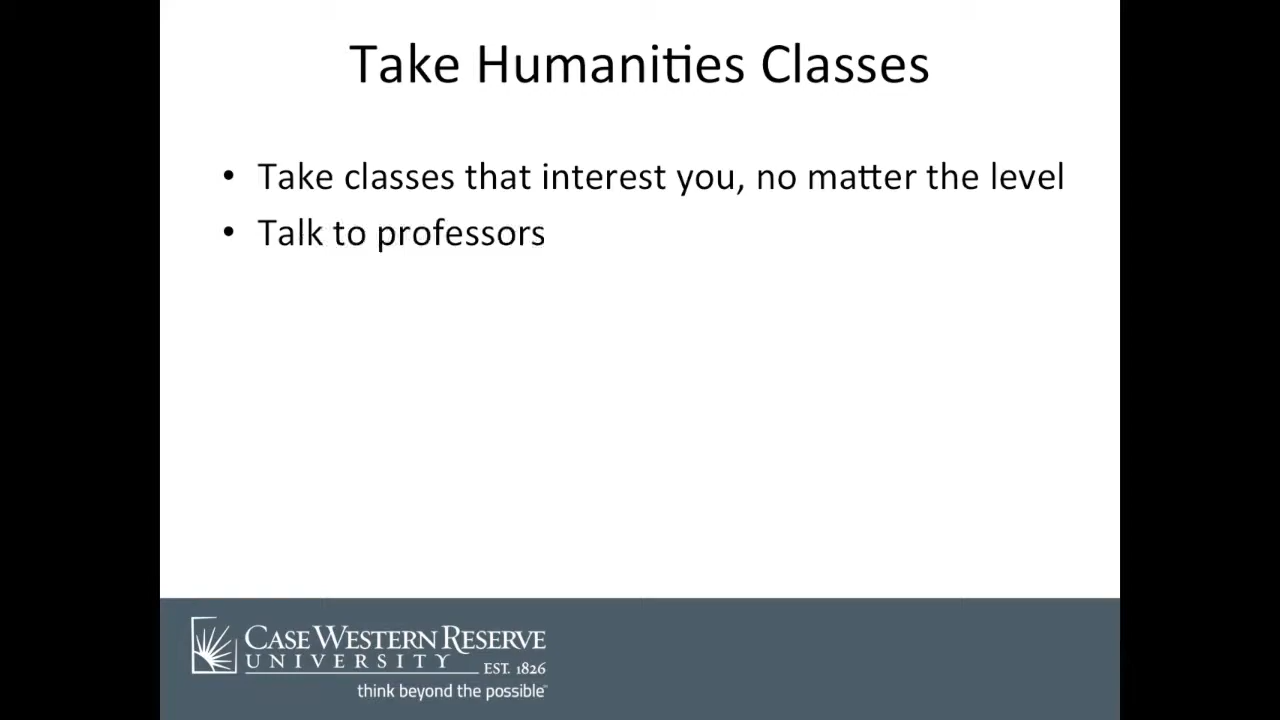 Take Humanities Classes
• Take classes that interest you, no matter the level
• Talk to professors
CASE WESTERN RESERVE
UNIVERSITY EST. 1826
think beyond the possible™